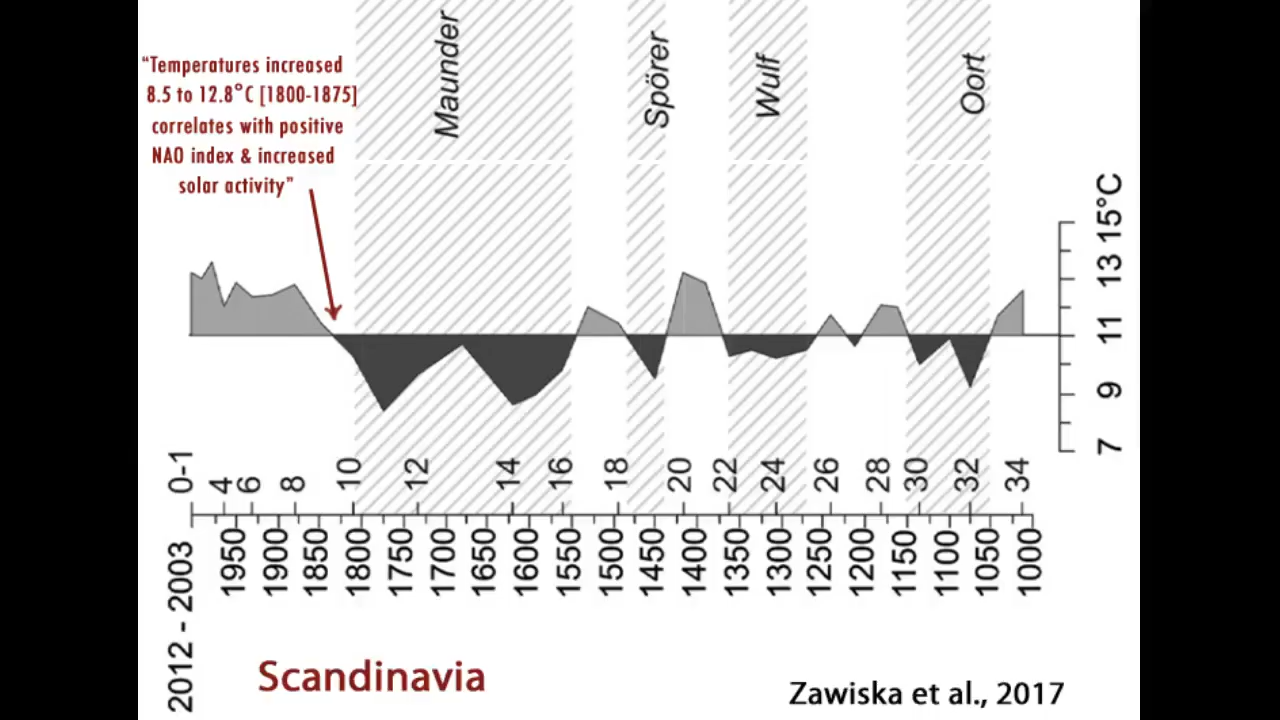 Maunder
Spörer
Wulf
Oort
“Temperatures increased
8.5 to 12.8°C [1800-1875]
correlates with positive
NAO index & increased
solar activity”
15°C
13
11
9
7
0-1 4 6 8 10 12 14 16 18 20 22 24 26 28 30 32 34
2012 - 2003 1950 1900 1850 1800 1750 1700 1650 1600 1550 1500 1450 1400 1350 1300 1250 1200 1150 1100 1050 1000
Scandinavia
Zawiska et al., 2017